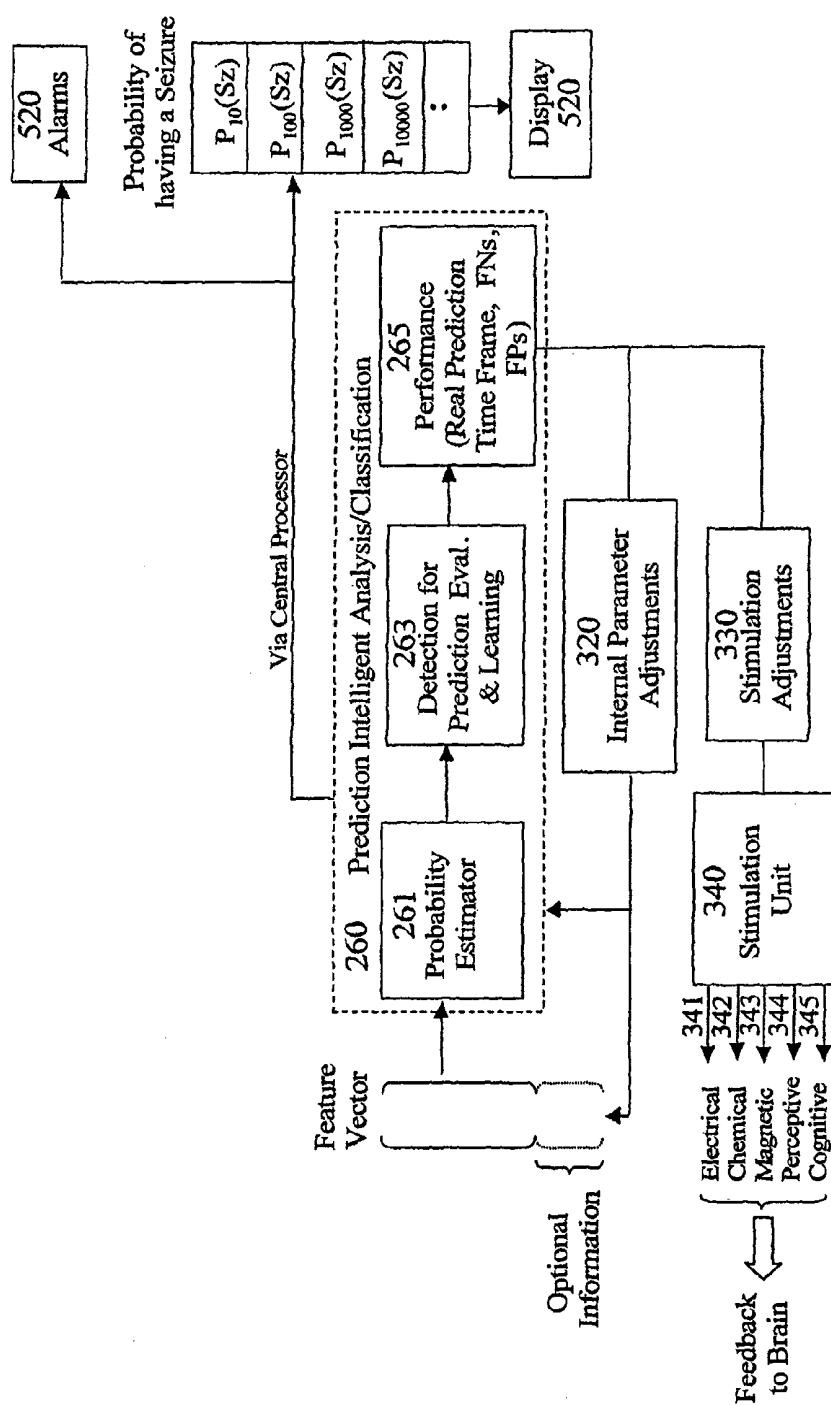 520
Alarms
Probability of
having a Seizure
P10(Sz)
P100(Sz)
P1000(Sz)
P10000(Sz)
:
Display
520
Via Central Processor
260
Prediction Intelligent Analysis/Classification
261
Probability
Estimator
263
Detection for
Prediction Eval.
& Learning
265
Performance
(Real Prediction
Time Frame, FNs,
FPs)
Feature
Vector
Optional
Information
320
Internal Parameter
Adjustments
330
Stimulation
Adjustments
340
Stimulation
Unit
341
342
343
344
345
Electrical
Chemical
Magnetic
Perceptive
Cognitive
Feedback
to Brain